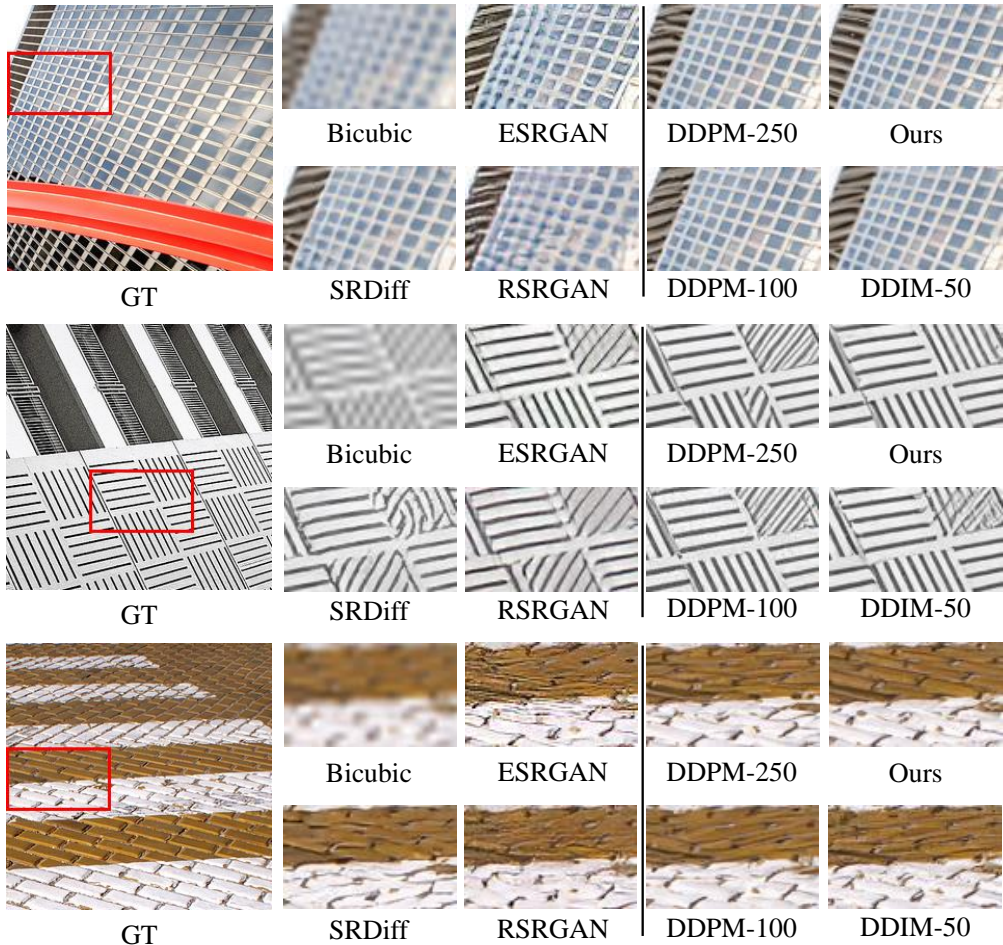 Bicubic ESRGAN DDPM-250 Ours
SRDiff RSRGAN DDPM-100 DDIM-50
GT
Bicubic ESRGAN DDPM-250 Ours
SRDiff RSRGAN DDPM-100 DDIM-50
GT
Bicubic ESRGAN DDPM-250 Ours
SRDiff RSRGAN DDPM-100 DDIM-50
GT